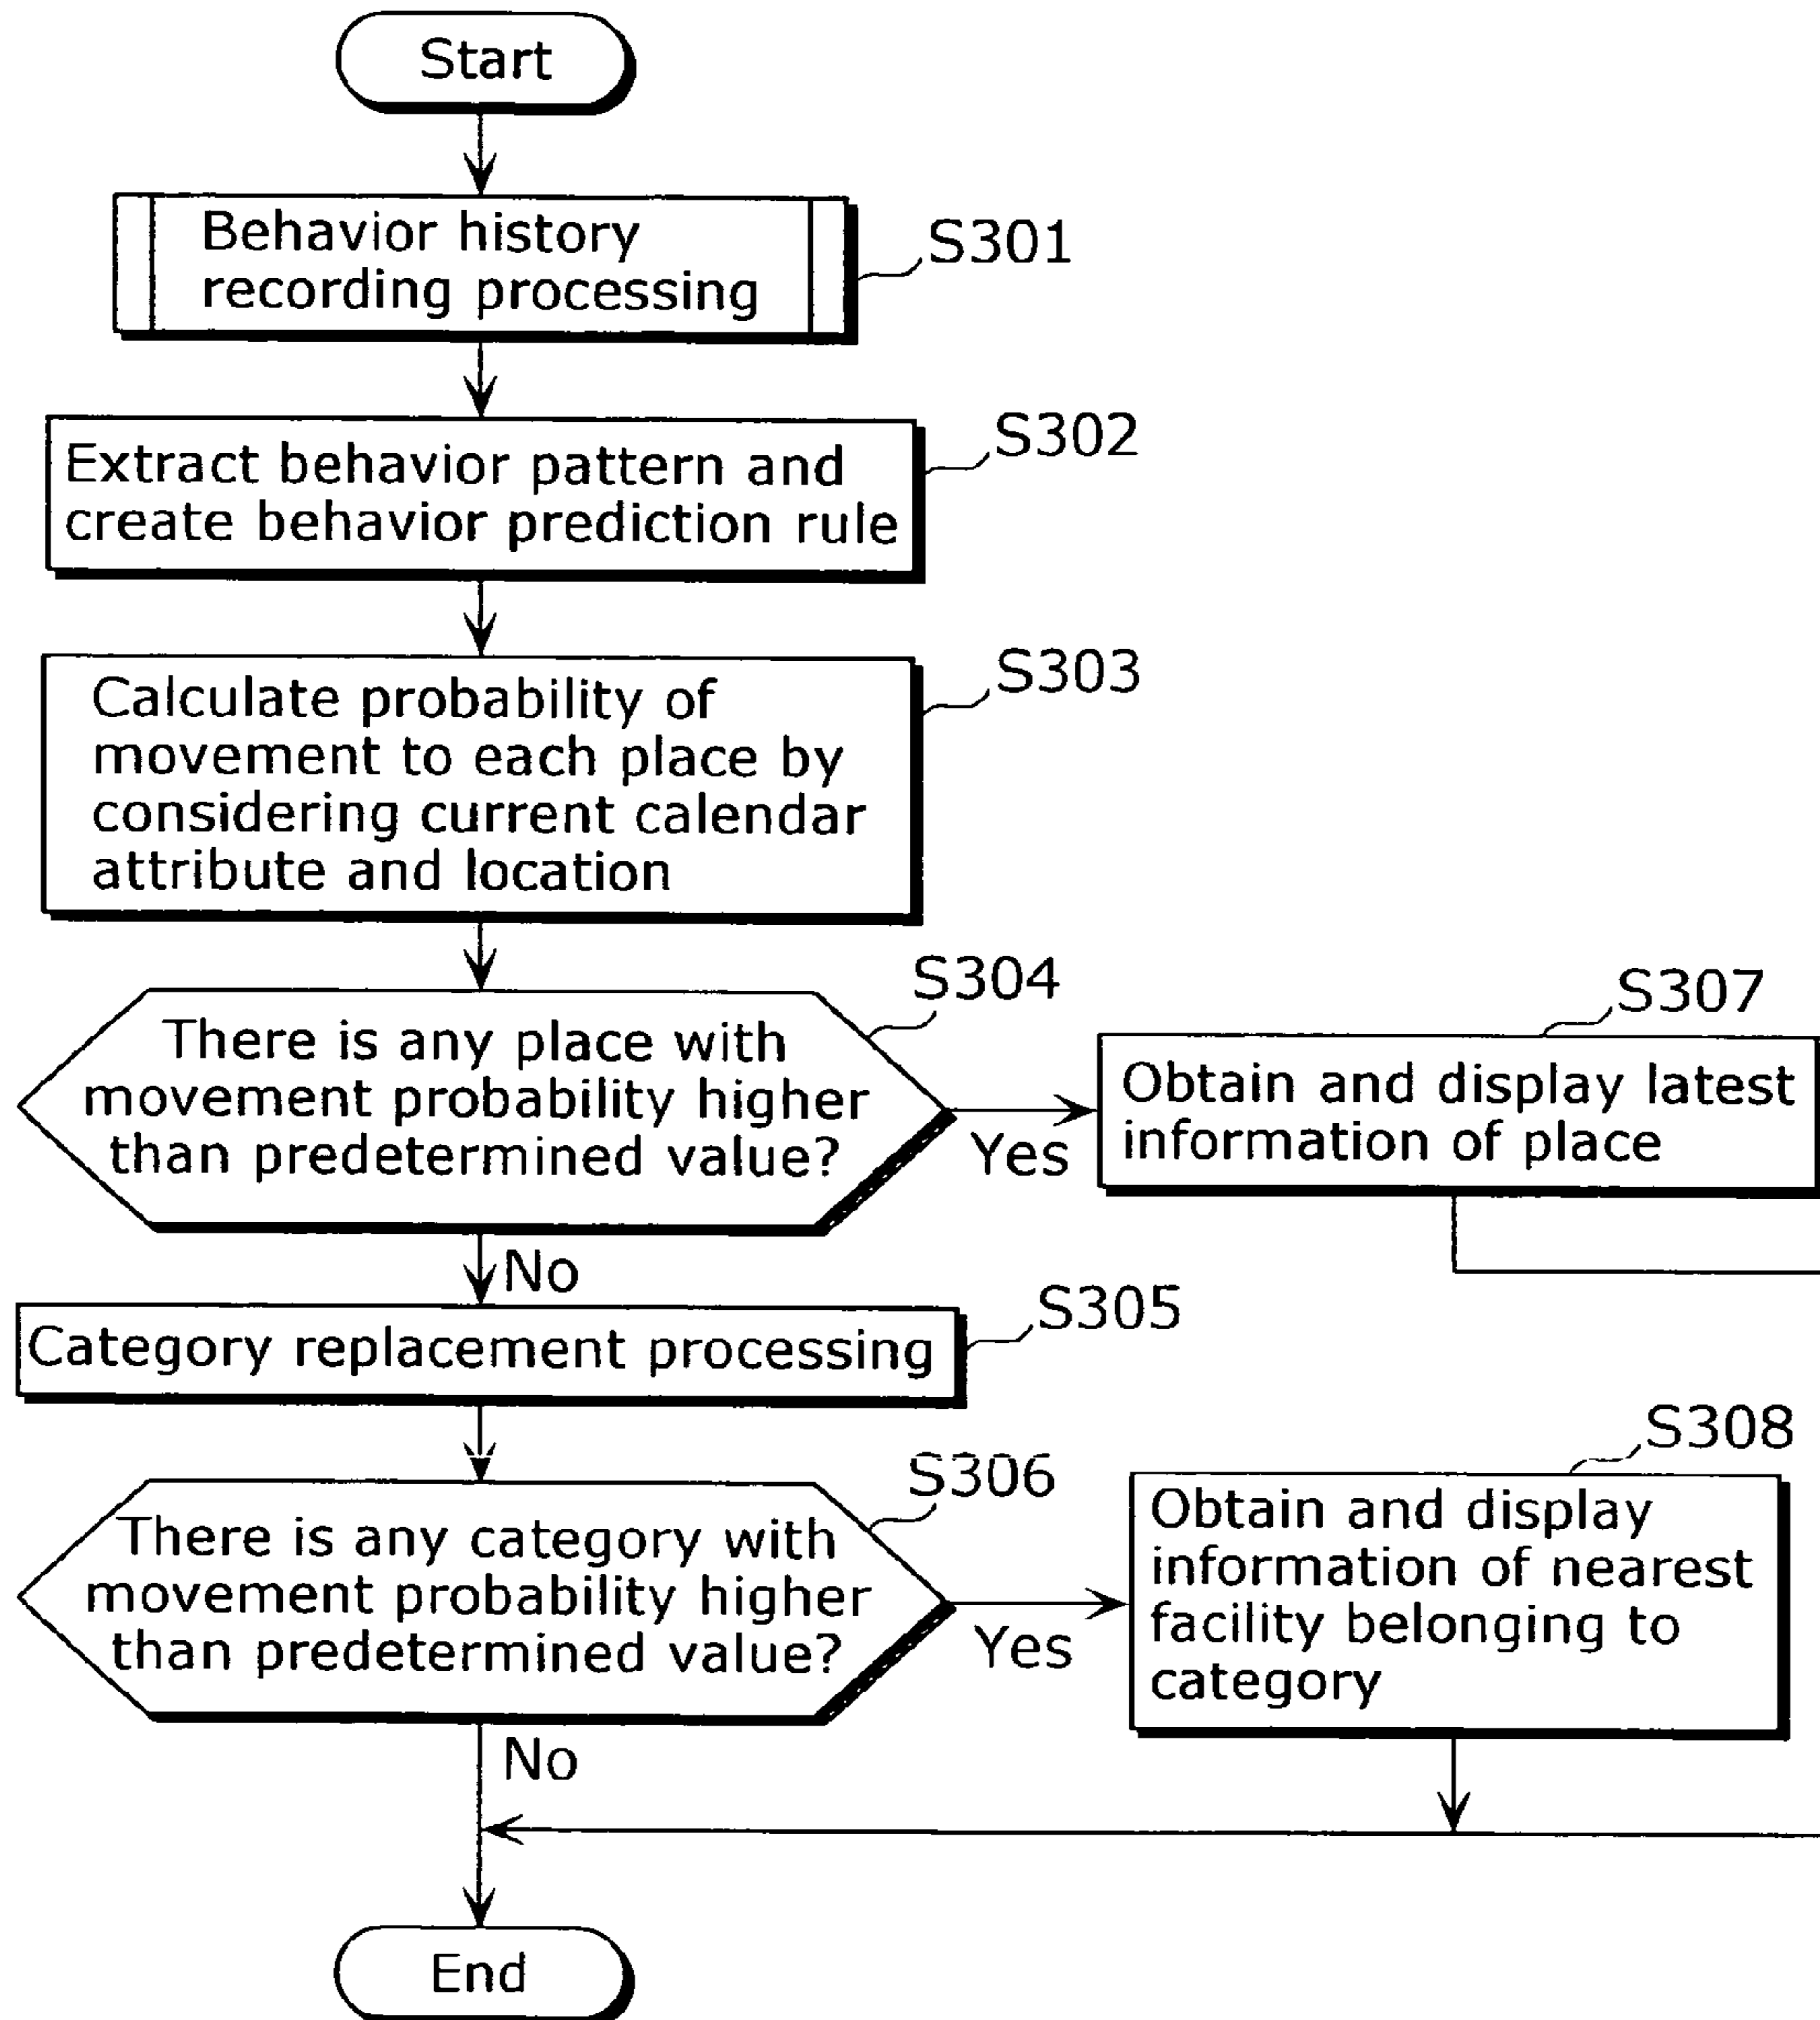 Start
Behavior history
recording processing
S301
Extract behavior pattern and
create behavior prediction rule
S302
Calculate probability of
movement to each place by
considering current calendar
attribute and location
S303
There is any place with
movement probability higher
than predetermined value?
S304
Yes
No
Obtain and display latest
information of place
S307
Category replacement processing
S305
There is any category with
movement probability higher
than predetermined value?
S306
Yes
No
Obtain and display
information of nearest
facility belonging to
category
S308
End